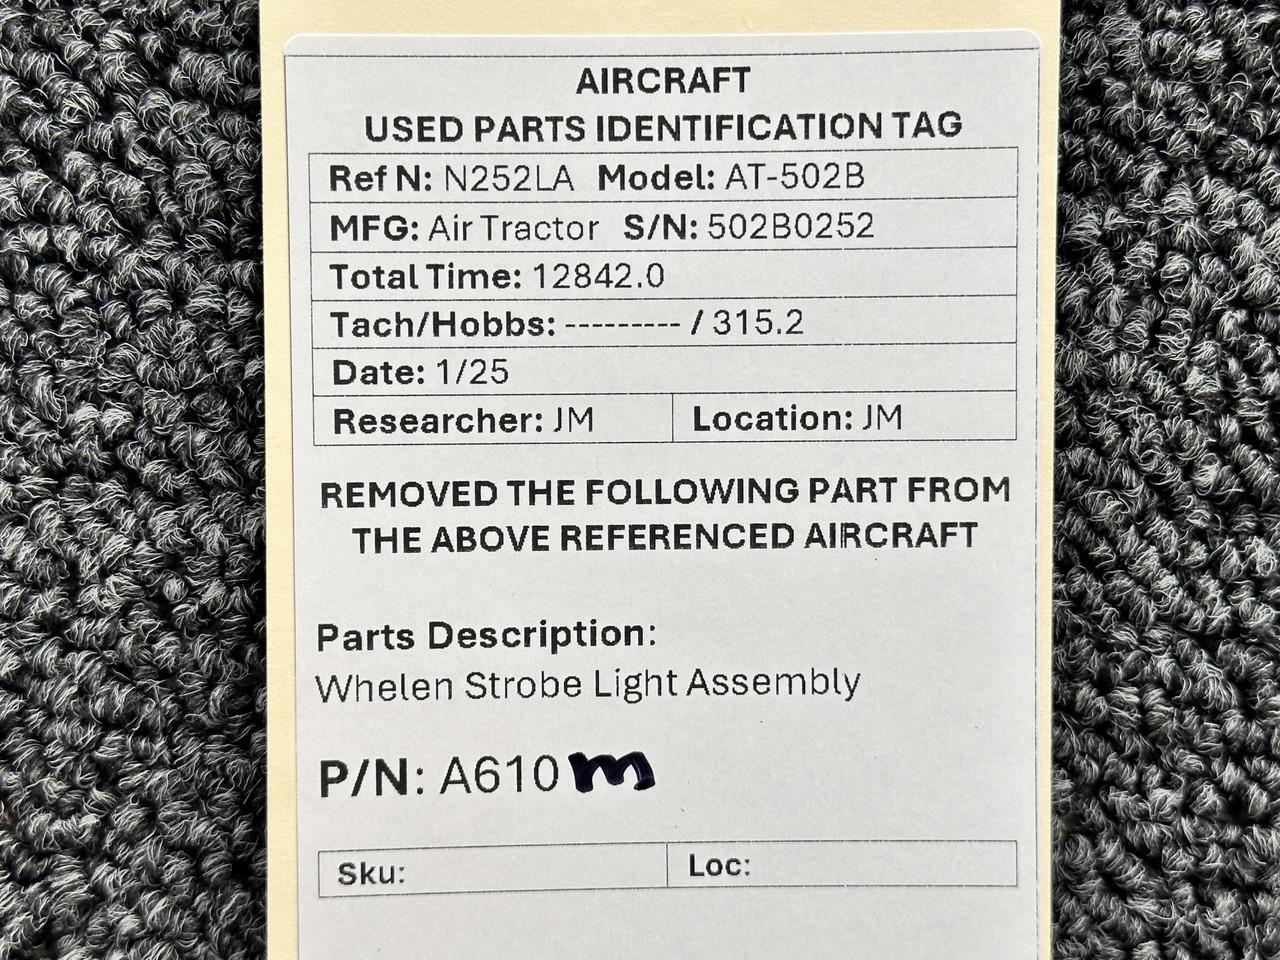 AIRCRAFT
USED PARTS IDENTIFICATION TAG
Ref N: N252LA Model: AT-502B
MFG: Air Tractor S/N: 502B0252
Total Time: 12842.0
Tach/Hobbs: --------- / 315.2
Date: 1/25
Researcher: JM Location: JM
REMOVED THE FOLLOWING PART FROM
THE ABOVE REFERENCED AIRCRAFT
Parts Description:
Whelen Strobe Light Assembly
P/N: A610 m
Sku: Loc: